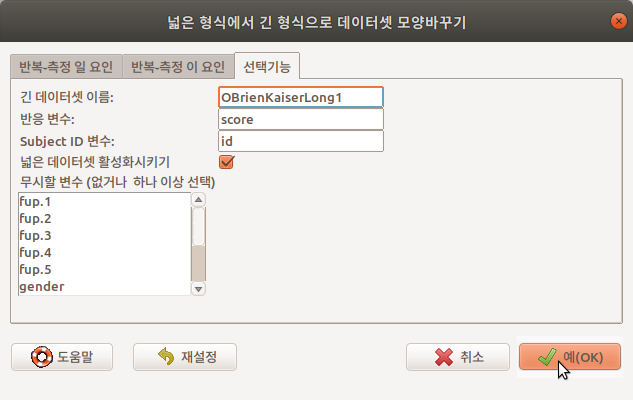 넓은 형식에서 긴 형식으로 데이터셋 모양바꾸기
반복-측정 일 요인 반복-측정 이 요인 선택기능
긴 데이터셋 이름: OBrienKaiserLong1
반응 변수: score
Subject ID 변수: id
넓은 데이터셋 활성화시키기
무시할 변수 (없거나 하나 이상 선택)
fup.1
fup.2
fup.3
fup.4
fup.5
gender
도움말 재설정 취소 예(OK)